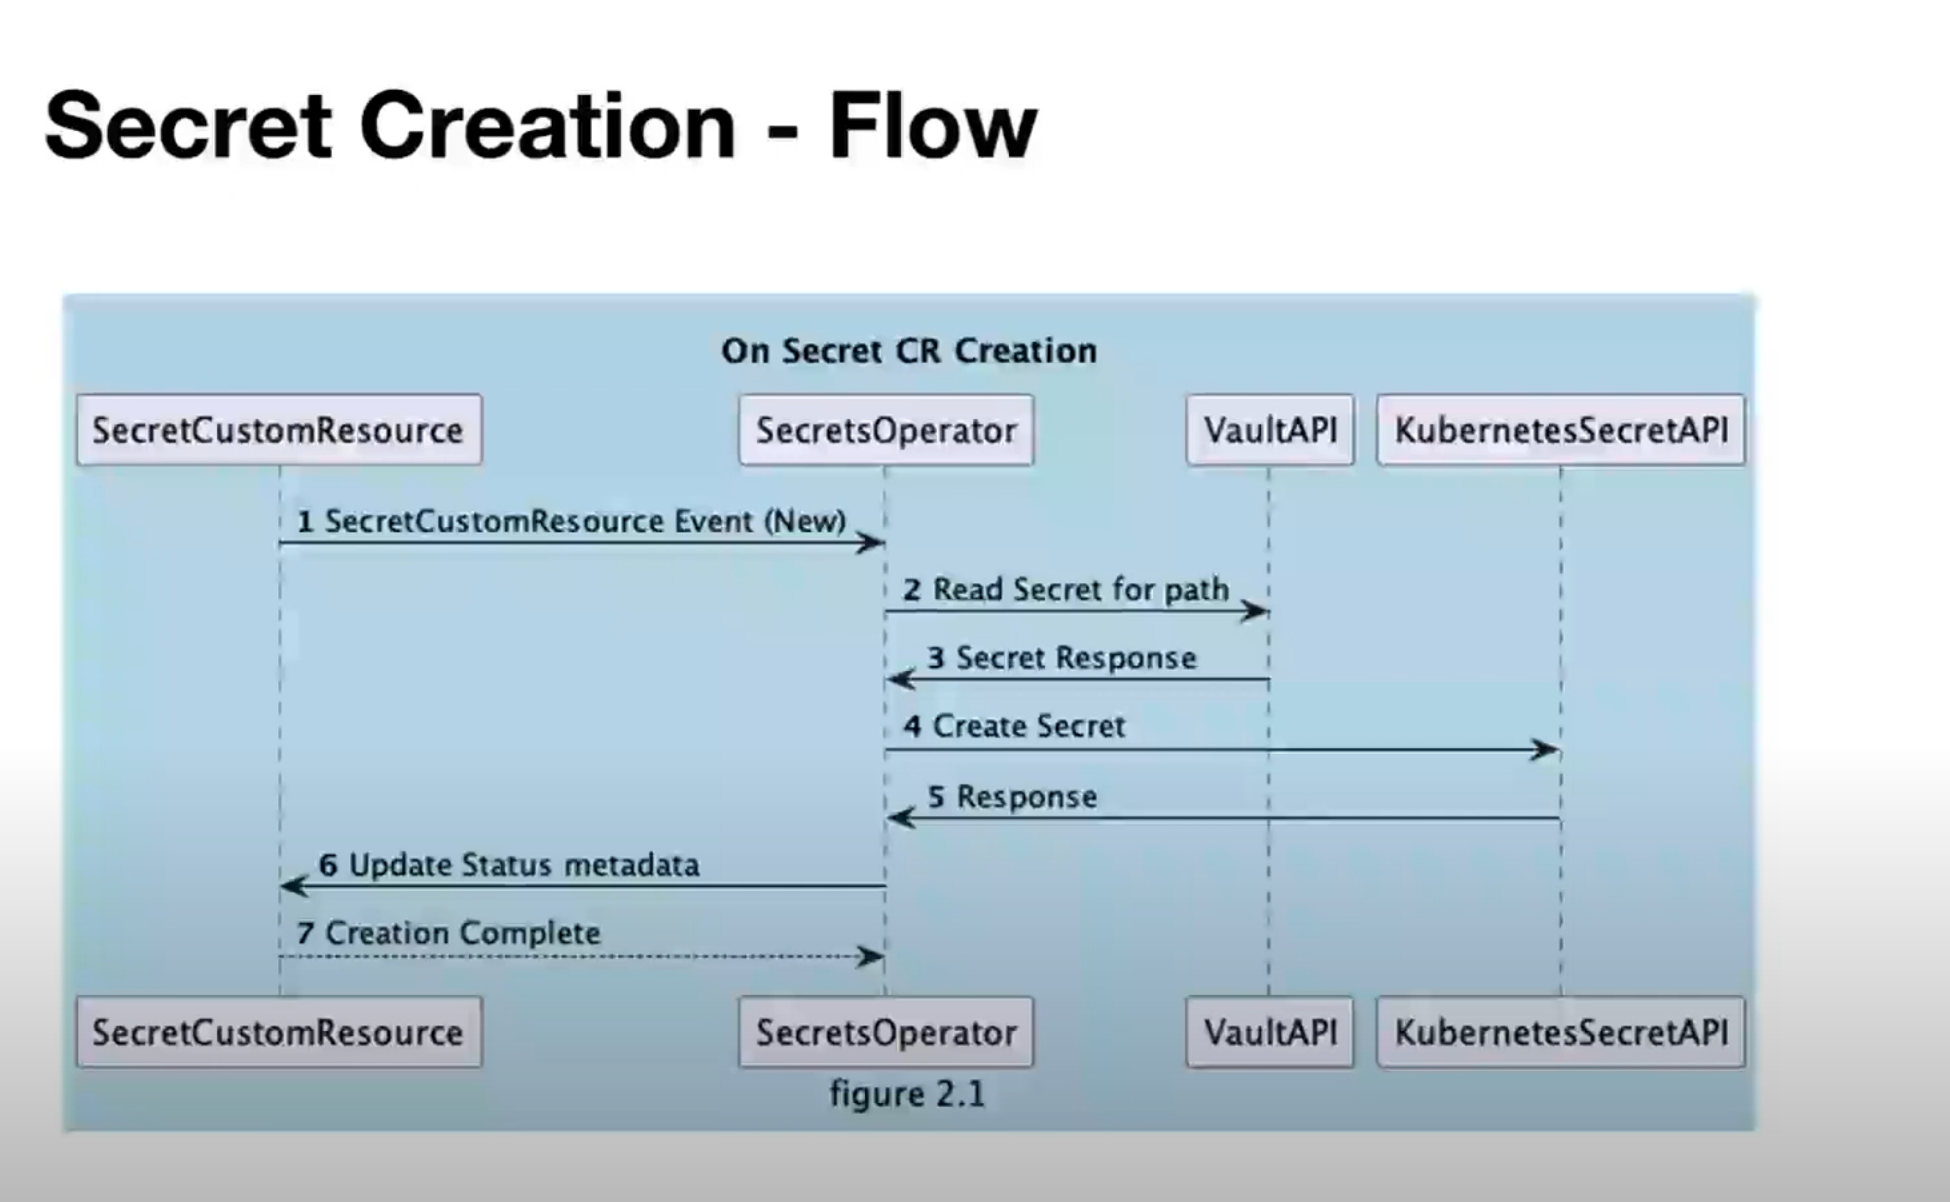 Secret Creation - Flow
On Secret CR Creation
SecretCustomResource SecretsOperator VaultAPI KubernetesSecretAPI
1 SecretCustomResource Event (New)
2 Read Secret for path
3 Secret Response
4 Create Secret
5 Response
6 Update Status metadata
7 Creation Complete
SecretCustomResource SecretsOperator VaultAPI KubernetesSecretAPI
figure 2.1